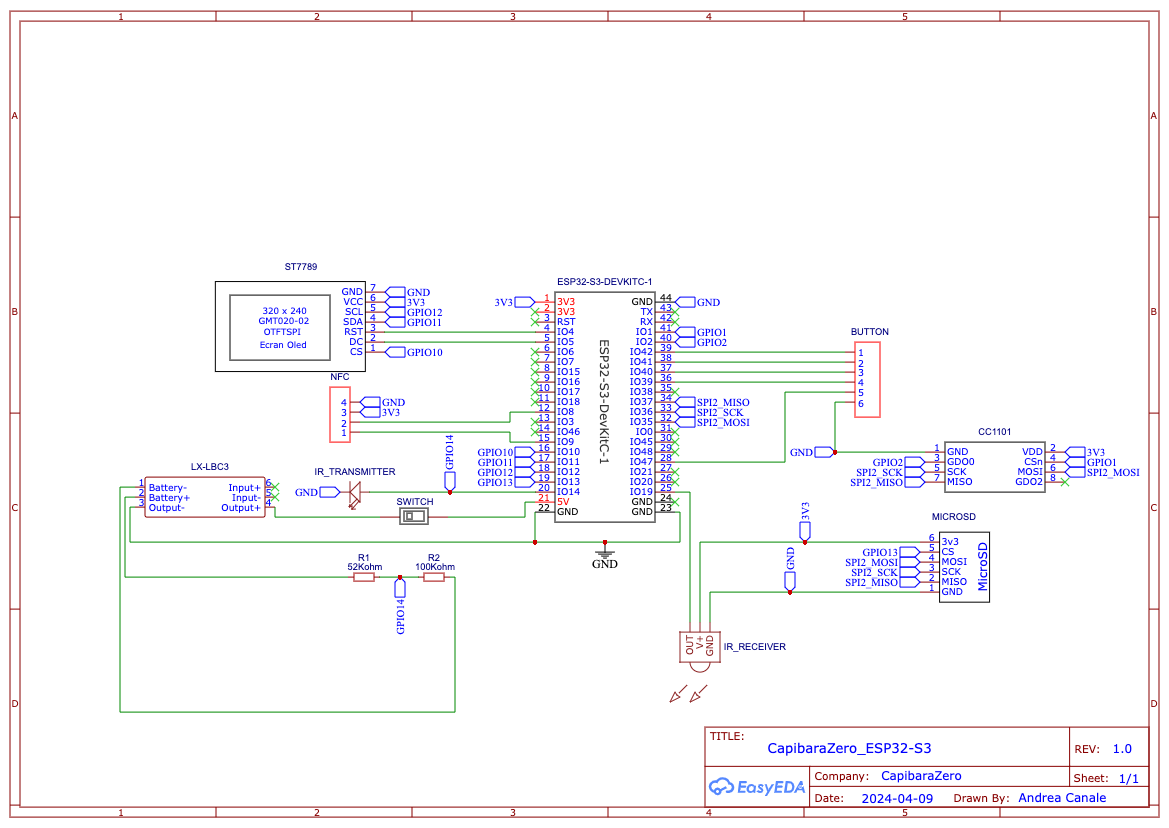 1 2 3 4 5
A A
B B
C C
D D
1 2 3 4 5
ST7789
320 x 240
GMT020-02
OTFTSPI
Ecran Oled
GND 7 GND
VCC 6 3V3
SCL 5 GPIO12
SDA 4 GPIO11
RST 3
DC 2
CS 1 GPIO10
NFC
4 GND
3 3V3
2
1
LX-LBC3
1 Battery- Input+ 6
2 Battery+ Input- 5
3 Output- Output+ 4
IR_TRANSMITTER
GND
GPIO14
SWITCH
R1
52Kohm
R2
100Kohm
GPIO14
ESP32-S3-DEVKITC-1
ESP32-S3-DevKitC-1
3V3 1 3V3
2 3V3
3 RST
4 IO4
5 IO5
6 IO6
7 IO7
8 IO15
9 IO16
10 IO17
11 IO18
12 IO8
13 IO3
14 IO46
15 IO9
GPIO10 16 IO10
GPIO11 17 IO11
GPIO12 18 IO12
GPIO13 19 IO13
20 IO14
21 5V
22 GND
GND 44 GND
TX 43
RX 42
IO1 41 GPIO1
IO2 40 GPIO2
IO42 39
IO41 38
IO40 37
IO39 36
IO38 35
IO37 34 SPI2_MISO
IO36 33 SPI2_SCK
IO35 32 SPI2_MOSI
IO0 31
IO45 30
IO48 29
IO47 28
IO21 27
IO20 26
IO19 25
GND 24
GND 23
GND
BUTTON
1
2
3
4
5
6
GND
CC1101
1 GND
GPIO2 3 GDO0
SPI2_SCK 5 SCK
SPI2_MISO 7 MISO
VDD 2 3V3
CSn 4 GPIO1
MOSI 6 SPI2_MOSI
GDO2 8
MICROSD
MicroSD
6 3v3
GPIO13 5 CS
SPI2_MOSI 4 MOSI
SPI2_SCK 3 SCK
SPI2_MISO 2 MISO
1 GND
3V3
GND
OUT
V+
GND
IR_RECEIVER
TITLE:
CapibaraZero_ESP32-S3
REV: 1.0
EasyEDA
Company: CapibaraZero
Sheet: 1/1
Date: 2024-04-09 Drawn By: Andrea Canale